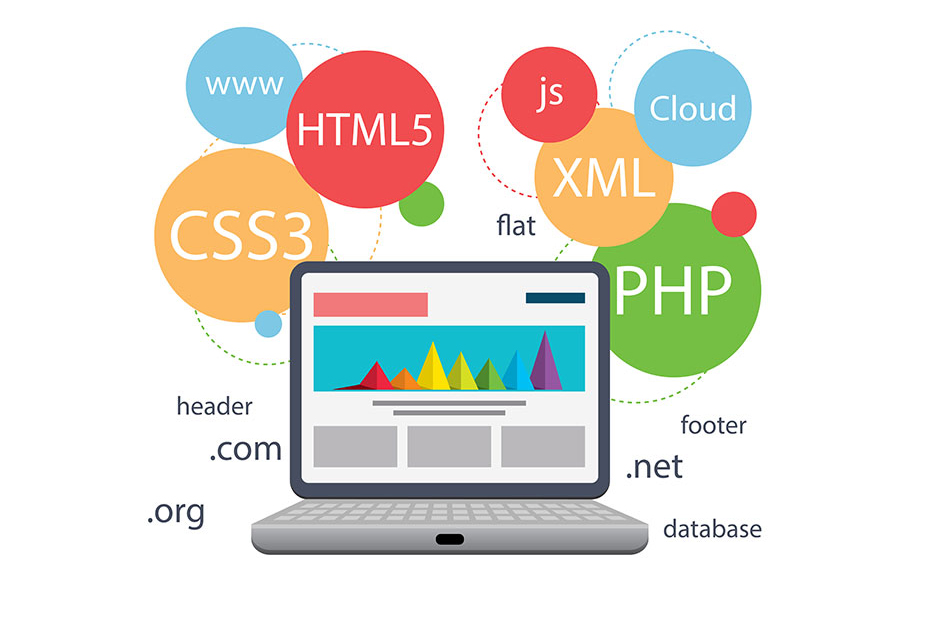 www
HTML5
CSS3
js
Cloud
XML
flat
PHP
header
.com
.org
footer
.net
database